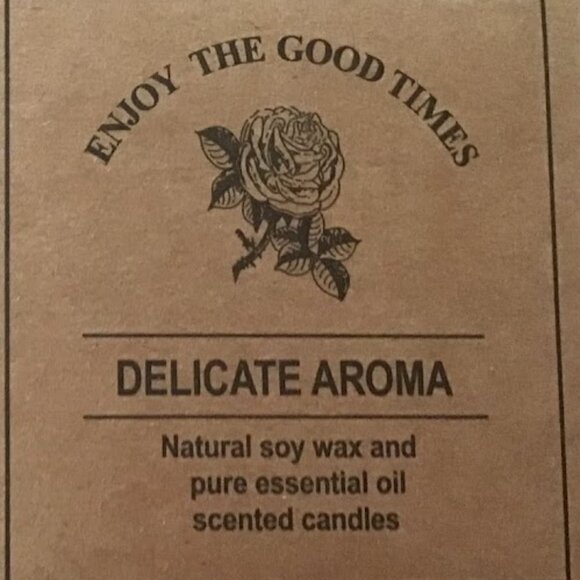 ENJOY THE GOOD TIMES
DELICATE AROMA
Natural soy wax and
pure essential oil
scented candles